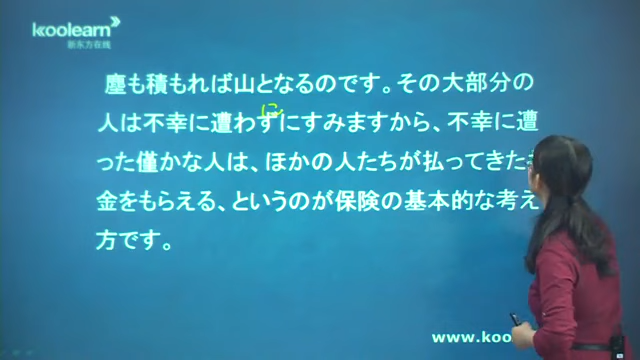 koolearn
新东方在线
塵も積もれば山となるのです。その大部分の
人は不幸に遭わずにすみますから、不幸に遭
った僅かな人は、ほかの人たちが払ってきた
金をもらえる、というのが保険の基本的な考え
方です。
www.koo